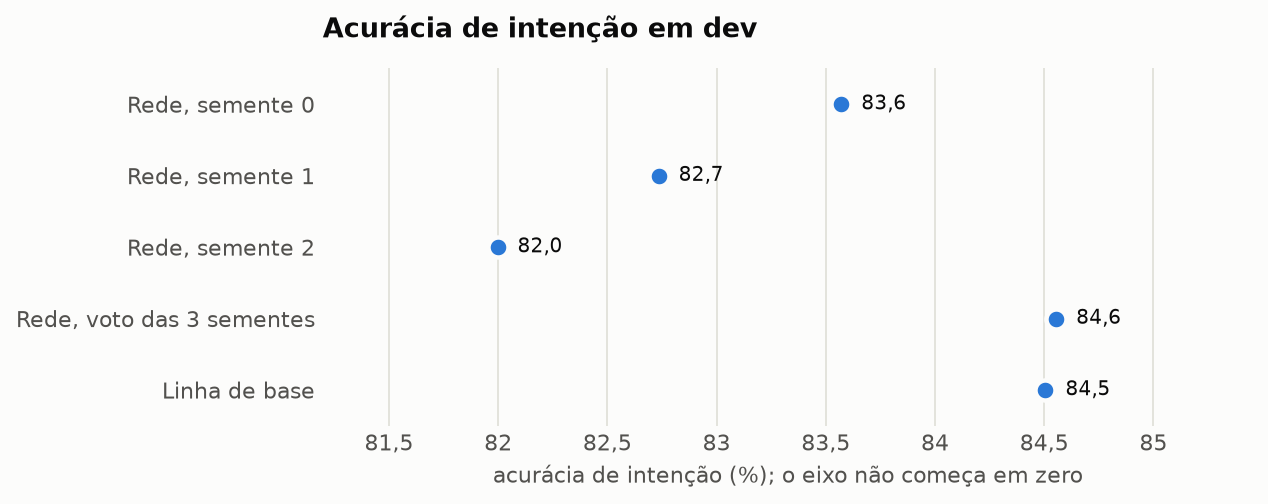 Acurácia de intenção em dev
Rede, semente 0
83,6
Rede, semente 1
82,7
Rede, semente 2
82,0
Rede, voto das 3 sementes
84,6
Linha de base
84,5
81,5 82 82,5 83 83,5 84 84,5 85
acurácia de intenção (%); o eixo não começa em zero